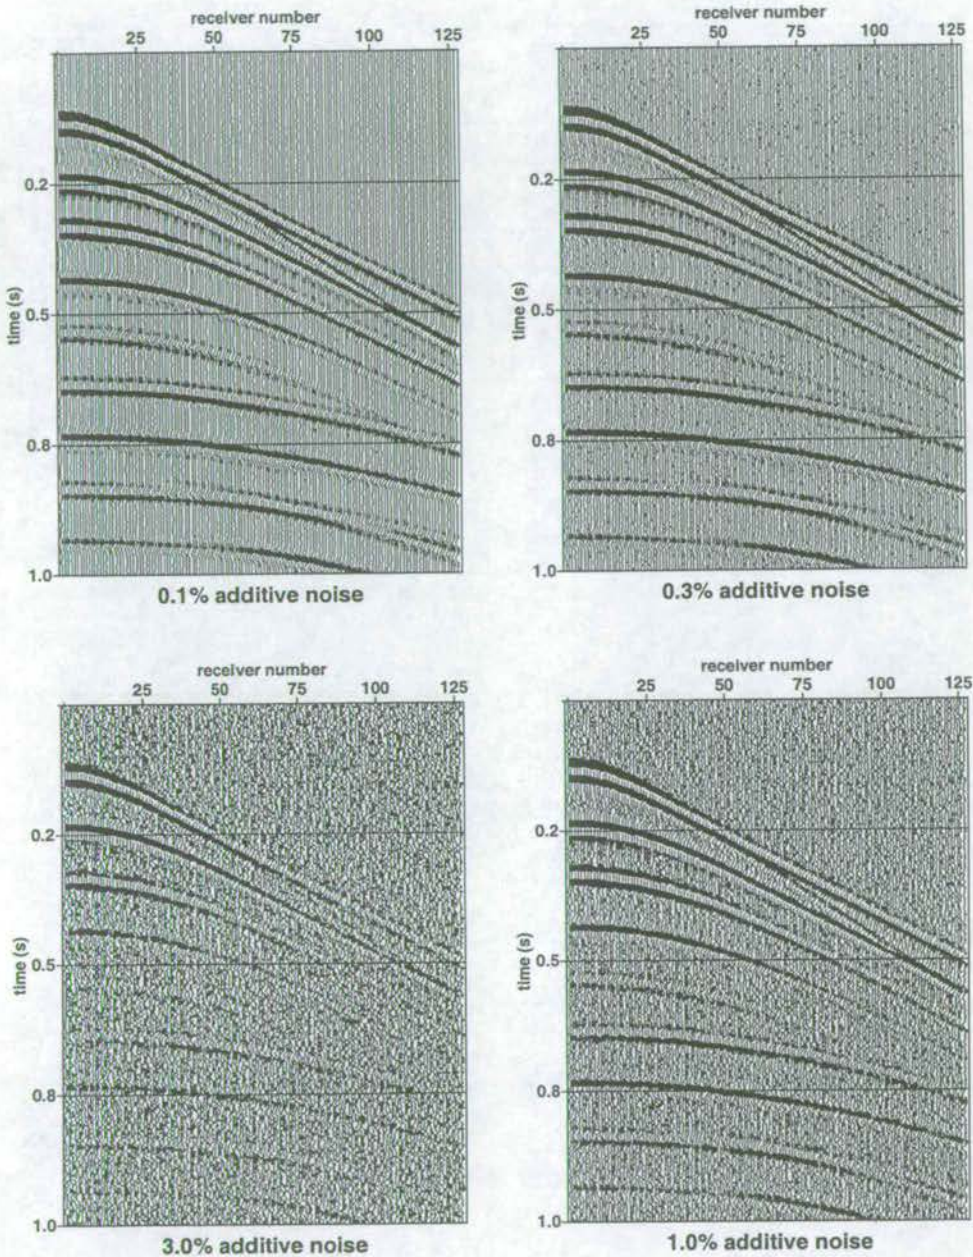 receiver number
25 50 75 100 125
time (s)
0.2
0.5
0.8
1.0
0.1% additive noise
receiver number
25 50 75 100 125
time (s)
0.2
0.5
0.8
1.0
0.3% additive noise
receiver number
25 50 75 100 125
time (s)
0.2
0.5
0.8
1.0
3.0% additive noise
receiver number
25 50 75 100 125
time (s)
0.2
0.5
0.8
1.0
1.0% additive noise